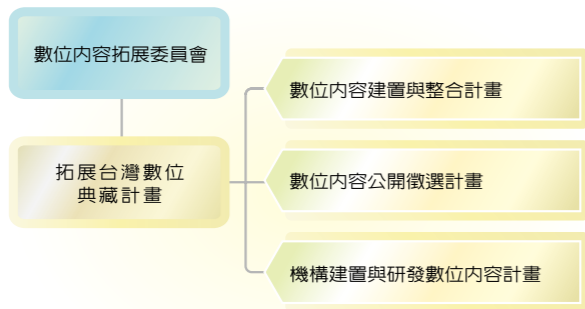 數位內容拓展委員會
拓展台灣數位
典藏計畫
數位內容建置與整合計畫
數位內容公開徵選計畫
機構建置與研發數位內容計畫